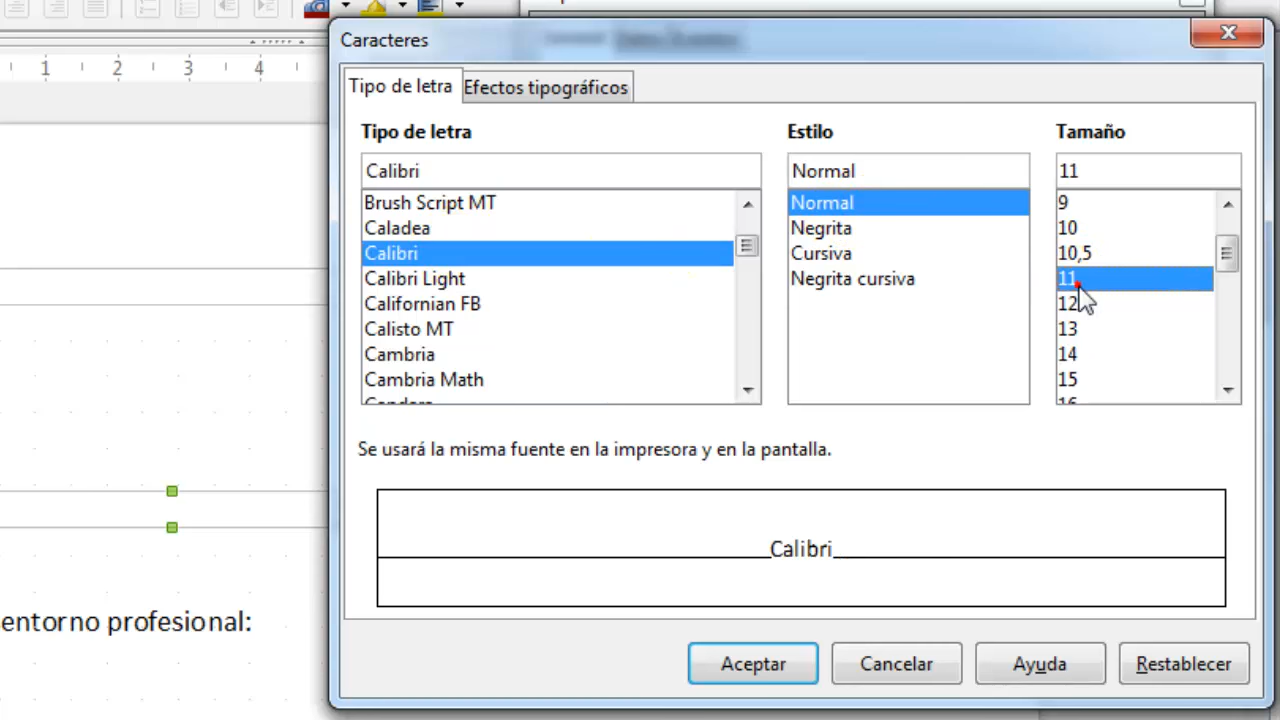 Caracteres
1 2 3 4
Tipo de letra Efectos tipográficos
Tipo de letra Estilo Tamaño
Calibri Normal 11
Brush Script MT Normal 9
Caladea Negrita 10
Calibri Cursiva 10,5
Calibri Light Negrita cursiva 11
Californian FB 12
Calisto MT 13
Cambria 14
Cambria Math 15
Candara 16
Se usará la misma fuente en la impresora y en la pantalla.
Calibri
entorno profesional:
Aceptar Cancelar Ayuda Restablecer